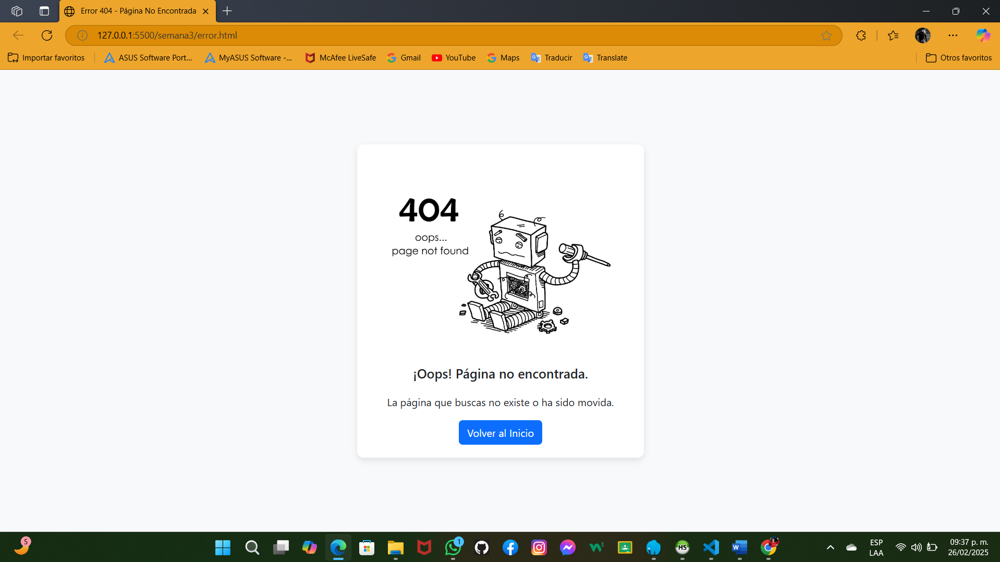 Error 404 - Página No Encontrada
127.0.0.1:5500/semana3/error.html
Importar favoritos
ASUS Software Port...
MyASUS Software -...
McAfee LiveSafe
Gmail
YouTube
Maps
Traducir
Translate
Otros favoritos
404
oops...
page not found
¡Oops! Página no encontrada.
La página que buscas no existe o ha sido movida.
Volver al Inicio
5
1
W3
HS
W
ESP
LAA
09:37 p. m.
26/02/2025